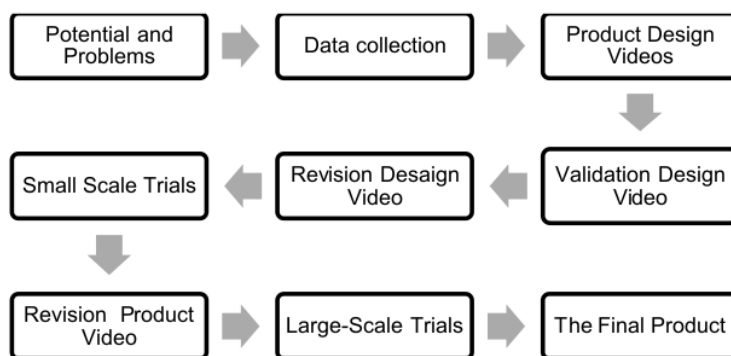 Potential and
Problems
Data collection
Product Design
Videos
Validation Design
Video
Revision Desaign
Video
Small Scale Trials
Revision Product
Video
Large-Scale Trials
The Final Product